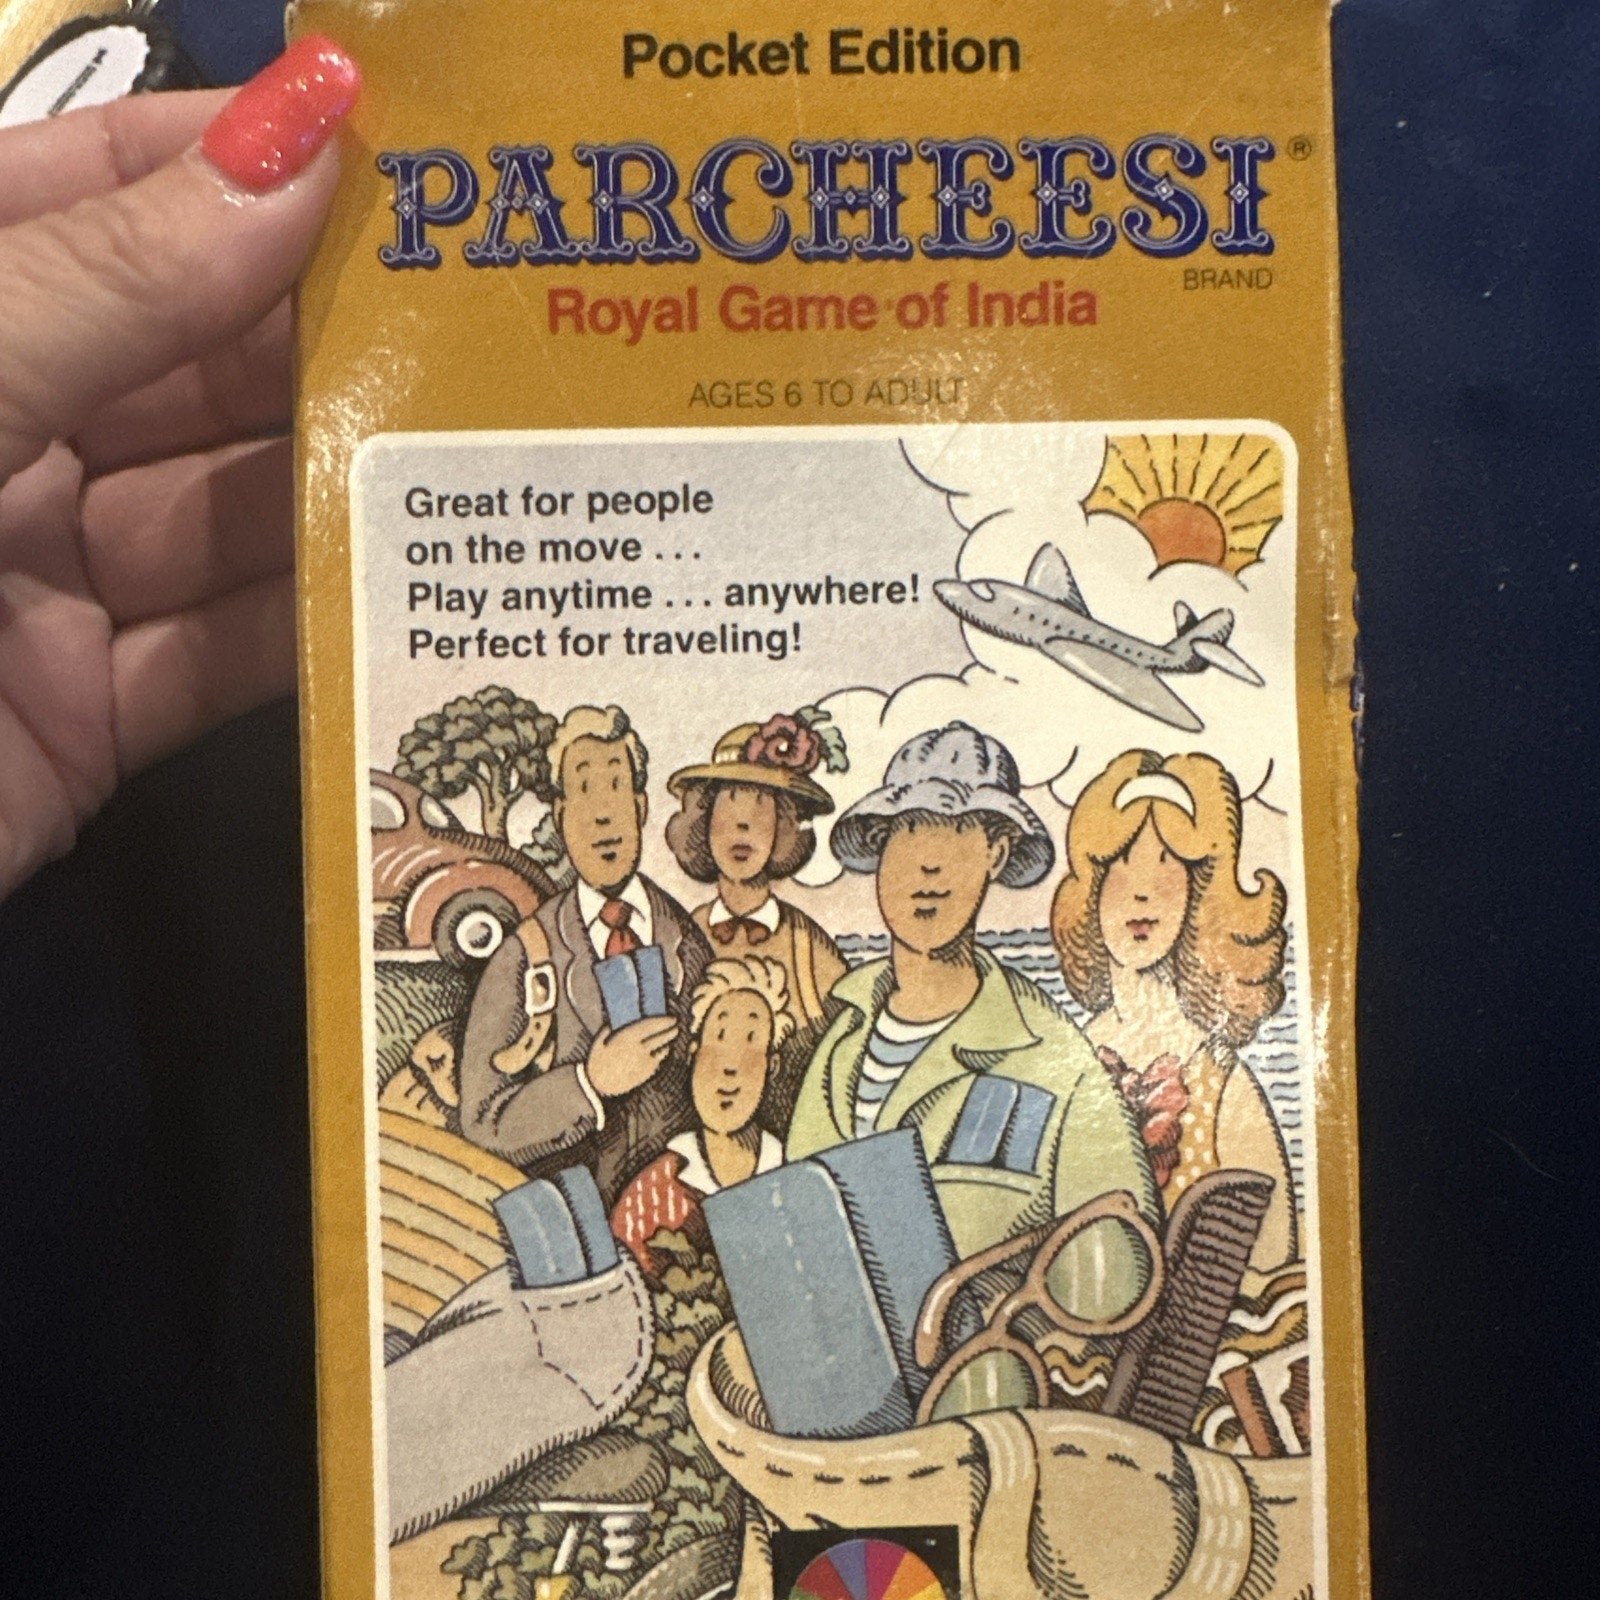 Pocket Edition
PARCHEESI®
BRAND
Royal Game of India
AGES 6 TO ADULT
Great for people
on the move...
Play anytime... anywhere!
Perfect for traveling!